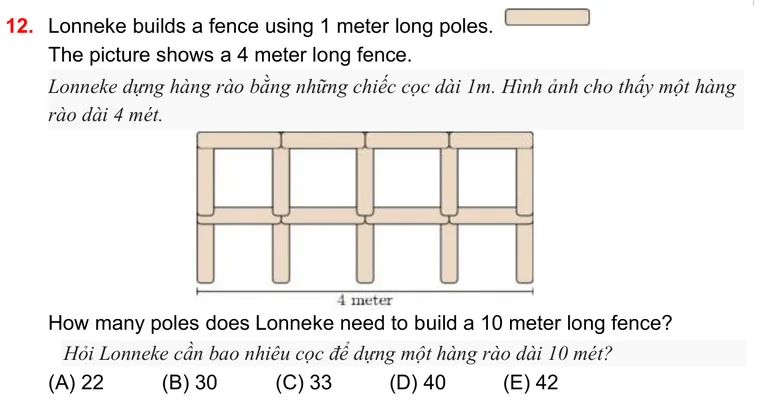 12. Lonneke builds a fence using 1 meter long poles.
The picture shows a 4 meter long fence.
Lonneke dựng hàng rào bằng những chiếc cọc dài 1m. Hình ảnh cho thấy một hàng
rào dài 4 mét.
4 meter
How many poles does Lonneke need to build a 10 meter long fence?
Hỏi Lonneke cần bao nhiêu cọc để dựng một hàng rào dài 10 mét?
(A) 22 (B) 30 (C) 33 (D) 40 (E) 42